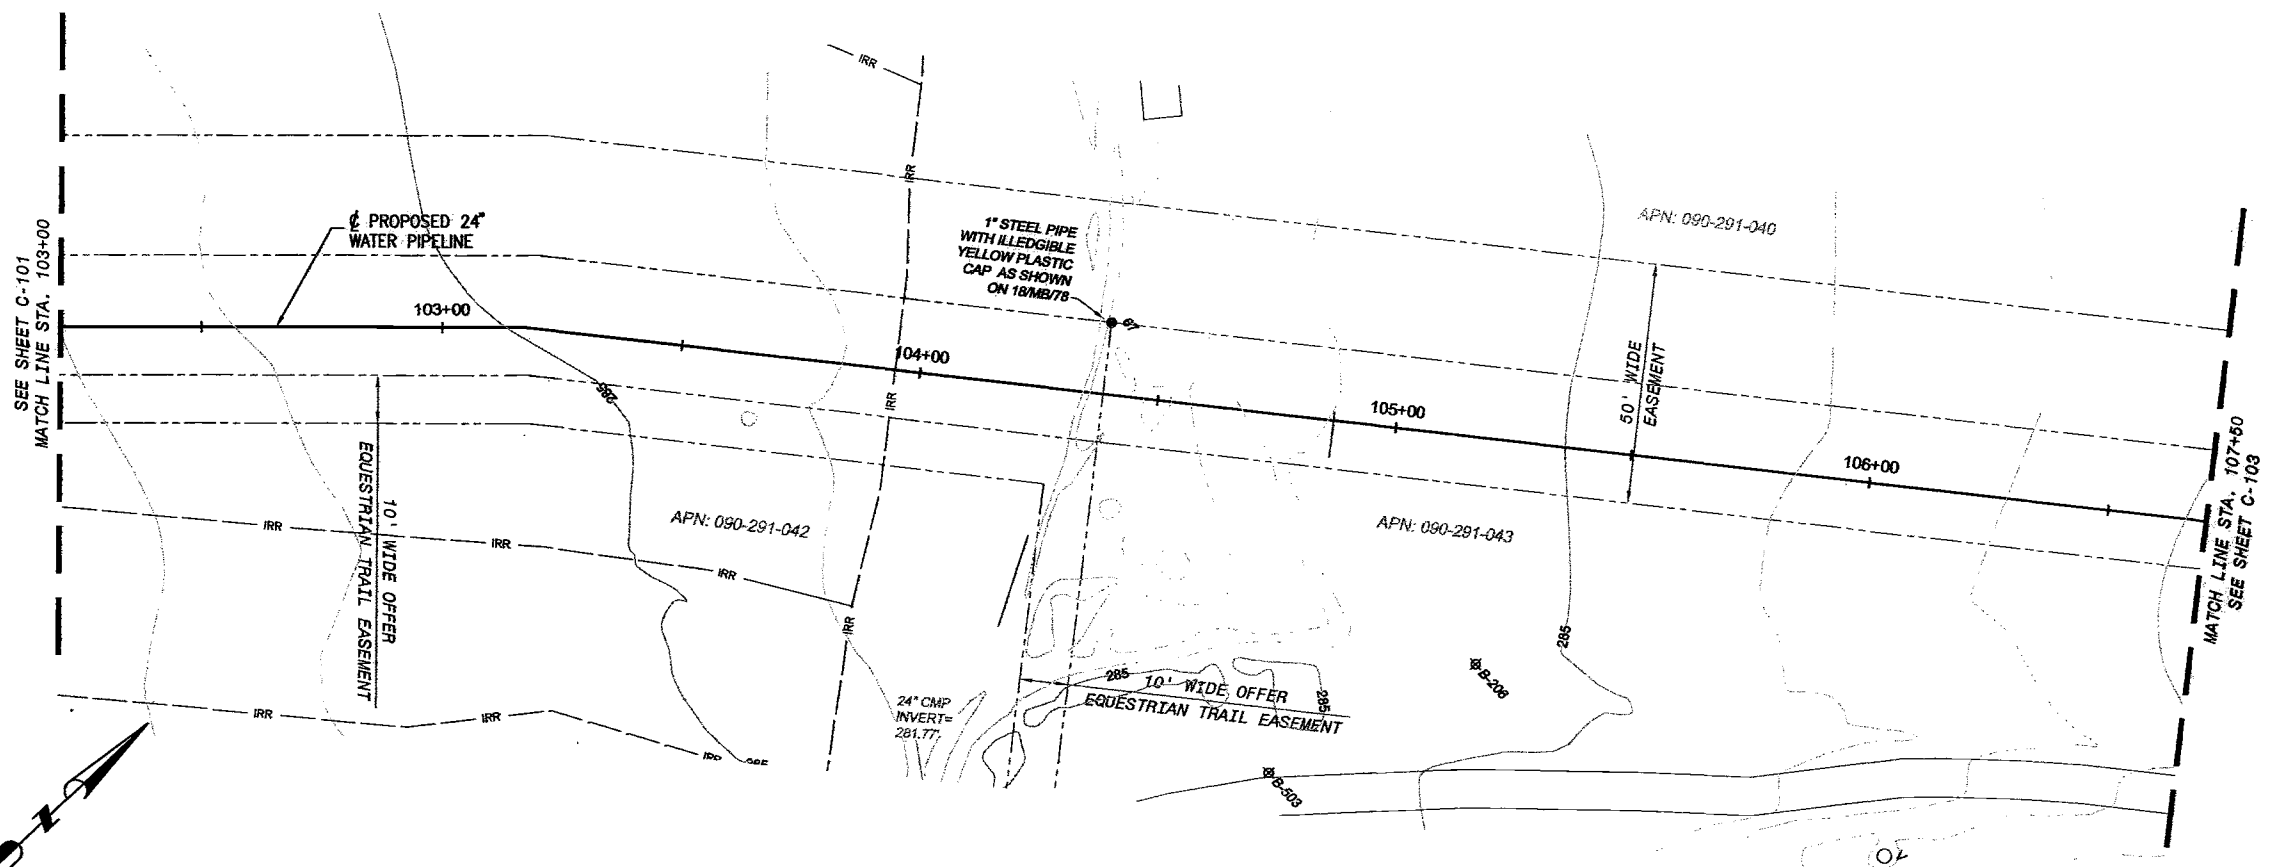 SEE SHEET C-101
MATCH LINE STA. 103+00
℄ PROPOSED 24"
WATER PIPELINE
103+00
285
10' WIDE OFFER
EQUESTRIAN TRAIL EASEMENT
IRR
IRR
IRR
IRR
IRR
IRR
IRR
IRR
IRR
IRR
APN: 090-291-042
104+00
1" STEEL PIPE
WITH ILLEDGIBLE
YELLOW PLASTIC
CAP AS SHOWN
ON 18/MB/78
67
24" CMP
INVERT=
281.77'
285
10' WIDE OFFER
EQUESTRIAN TRAIL EASEMENT
285
105+00
APN: 090-291-043
APN: 090-291-040
50' WIDE
EASEMENT
285
B-208
B-503
106+00
MATCH LINE STA. 107+50
SEE SHEET C-103
N